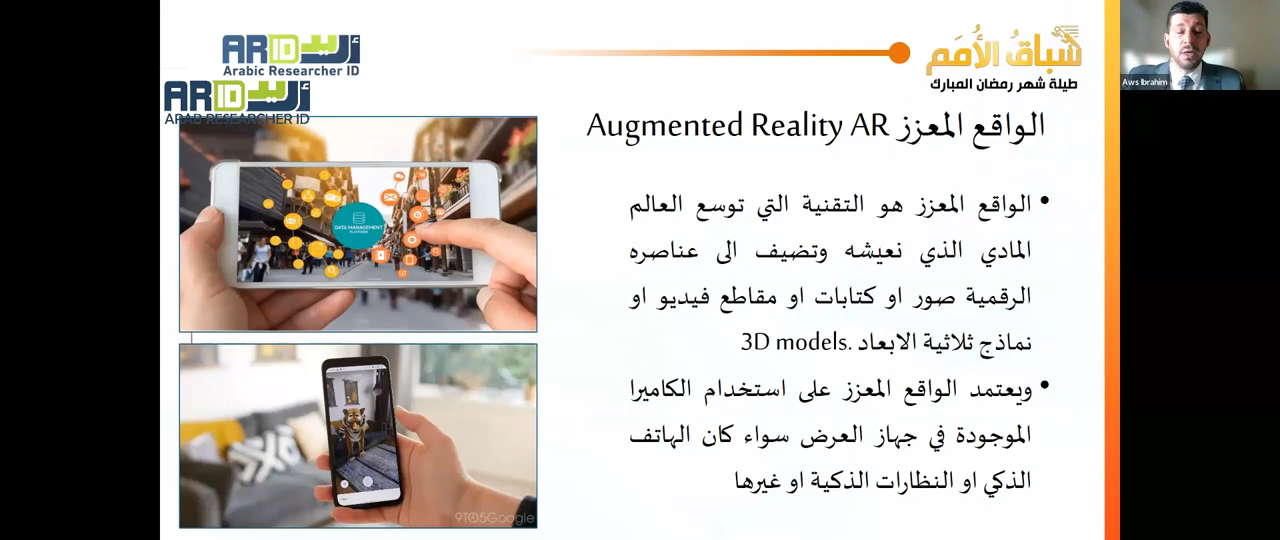 ARID أريد
Arabic Researcher ID
ARID أريد
ARAB RESEARCHER ID
سباق الأمم
طيلة شهر رمضان المبارك
Aws Ibrahim
الواقع المعزز Augmented Reality AR
• الواقع المعزز هو التقنية التي توسع العالم
المادي الذي نعيشه وتضيف الى عناصره
الرقمية صور او كتابات او مقاطع فيديو او
نماذج ثلاثية الابعاد .3D models
• ويعتمد الواقع المعزز على استخدام الكاميرا
الموجودة في جهاز العرض سواء كان الهاتف
الذكي او النظارات الذكية او غيرها
DATA MANAGEMENT
PLATFORM
9TO5Google